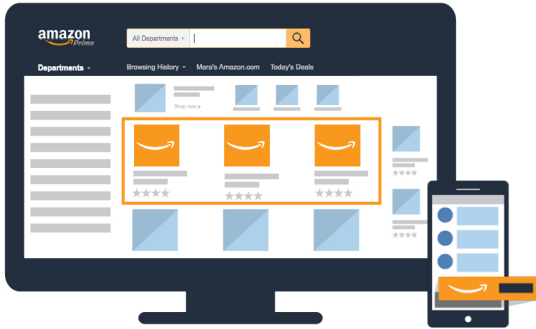 amazon
Prime
All Departments
Departments
Browsing History
Mara's Amazon.com
Today's Deals
Shop now